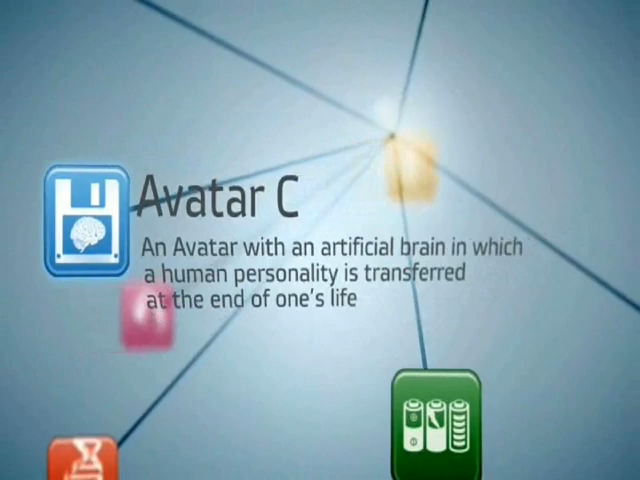 Avatar C
An Avatar with an artificial brain in which
a human personality is transferred
at the end of one's life